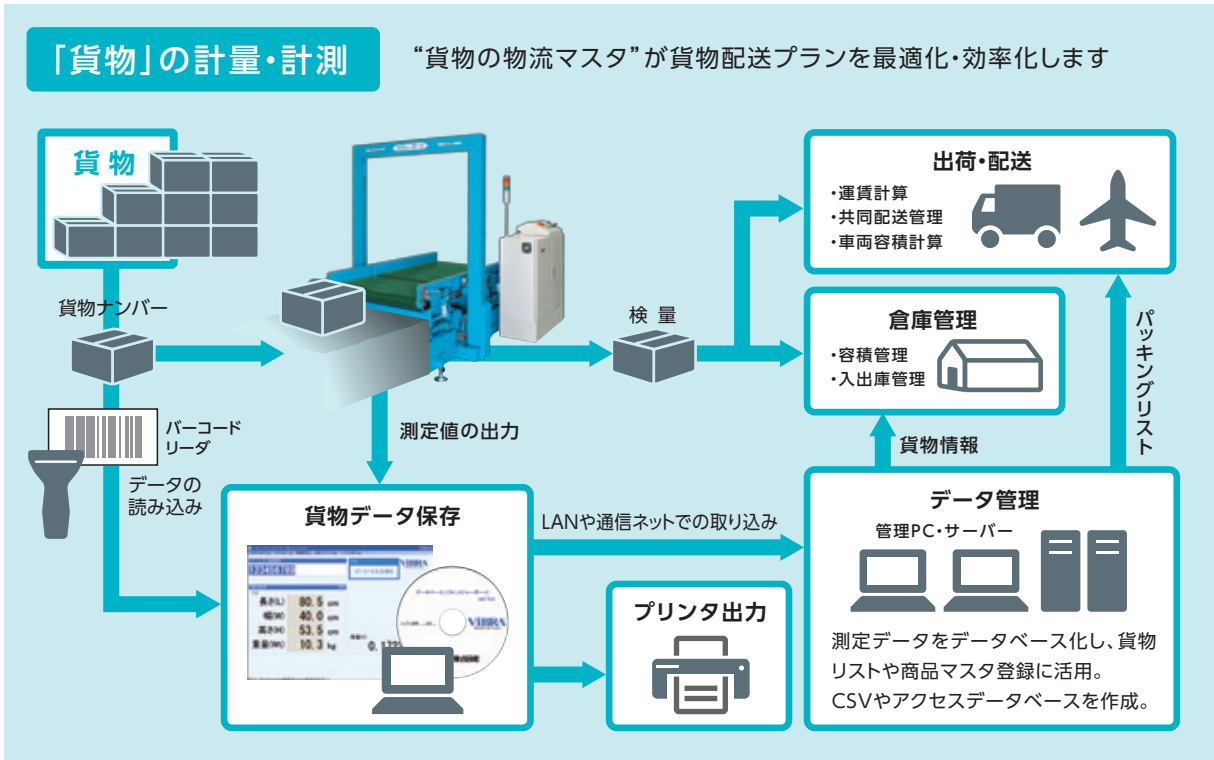 「貨物」の計量・計測
“貨物の物流マスタ”が貨物配送プランを最適化・効率化します
貨物
貨物ナンバー
バーコード
リーダ
データの
読み込み
検量
測定値の出力
出荷・配送
・運賃計算
・共同配送管理
・車両容積計算
倉庫管理
・容積管理
・入出庫管理
貨物情報
パッキングリスト
貨物データ保存
123456789
VIBRA
長さ(L) 80.5 cm
幅(W) 40.0 cm
高さ(H) 53.5 cm
重量(Wt) 10.3 kg
VIBRA
LANや通信ネットでの取り込み
プリンタ出力
データ管理
管理PC・サーバー
測定データをデータベース化し、貨物
リストや商品マスタ登録に活用。
CSVやアクセスデータベースを作成。